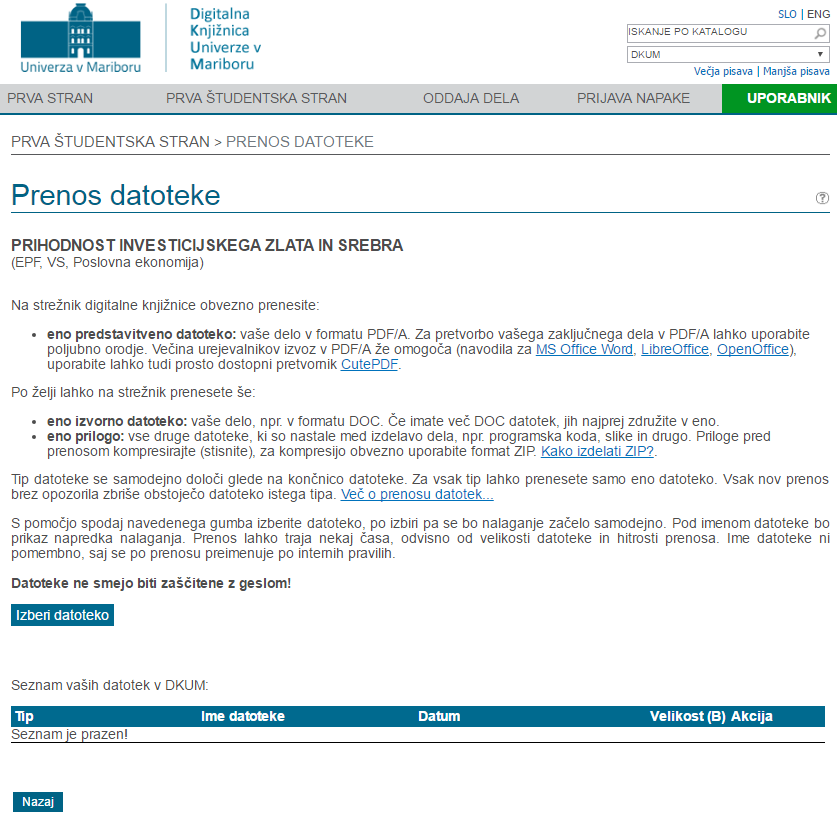 Univerza v Mariboru
Digitalna
Knjižnica
Univerze v
Mariboru
SLO | ENG
ISKANJE PO KATALOGU
DKUM
Večja pisava | Manjša pisava
PRVA STRAN PRVA ŠTUDENTSKA STRAN ODDAJA DELA PRIJAVA NAPAKE UPORABNIK
PRVA ŠTUDENTSKA STRAN > PRENOS DATOTEKE
Prenos datoteke
PRIHODNOST INVESTICIJSKEGA ZLATA IN SREBRA
(EPF, VS, Poslovna ekonomija)
Na strežnik digitalne knjižnice obvezno prenesite:
• eno predstavitveno datoteko: vaše delo v formatu PDF/A. Za pretvorbo vašega zaključnega dela v PDF/A lahko uporabite
poljubno orodje. Večina urejevalnikov izvoz v PDF/A že omogoča (navodila za MS Office Word, LibreOffice, OpenOffice),
uporabite lahko tudi prosto dostopni pretvornik CutePDF.
Po želji lahko na strežnik prenesete še:
• eno izvorno datoteko: vaše delo, npr. v formatu DOC. Če imate več DOC datotek, jih najprej združite v eno.
• eno prilogo: vse druge datoteke, ki so nastale med izdelavo dela, npr. programska koda, slike in drugo. Priloge pred
prenosom kompresirajte (stisnite), za kompresijo obvezno uporabite format ZIP. Kako izdelati ZIP?.
Tip datoteke se samodejno določi glede na končnico datoteke. Za vsak tip lahko prenesete samo eno datoteko. Vsak nov prenos
brez opozorila zbriše obstoječo datoteko istega tipa. Več o prenosu datotek...
S pomočjo spodaj navedenega gumba izberite datoteko, po izbiri pa se bo nalaganje začelo samodejno. Pod imenom datoteke bo
prikaz napredka nalaganja. Prenos lahko traja nekaj časa, odvisno od velikosti datoteke in hitrosti prenosa. Ime datoteke ni
pomembno, saj se po prenosu preimenuje po internih pravilih.
Datoteke ne smejo biti zaščitene z geslom!
Izberi datoteko
Seznam vaših datotek v DKUM:
Tip Ime datoteke Datum Velikost (B) Akcija
Seznam je prazen!
Nazaj